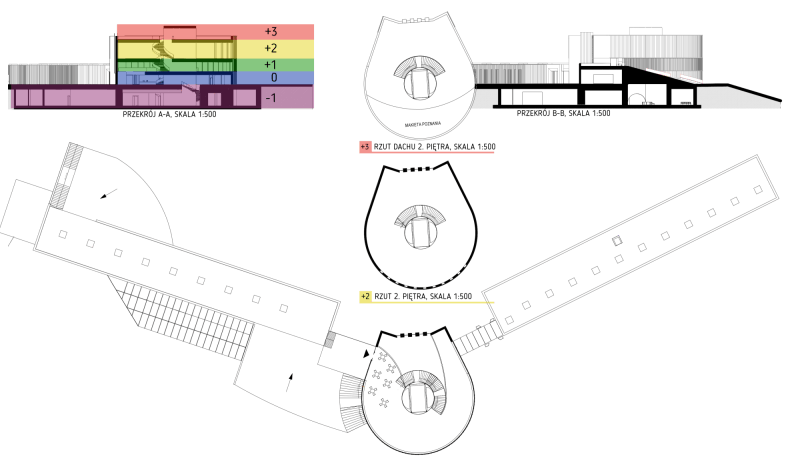 +3
+2
+1
0
-1
PRZEKRÓJ A-A, SKALA 1:500
MAKIETA POZNANIA
PRZEKRÓJ B-B, SKALA 1:500
+3 RZUT DACHU 2. PIĘTRA, SKALA 1:500
+2 RZUT 2. PIĘTRA, SKALA 1:500